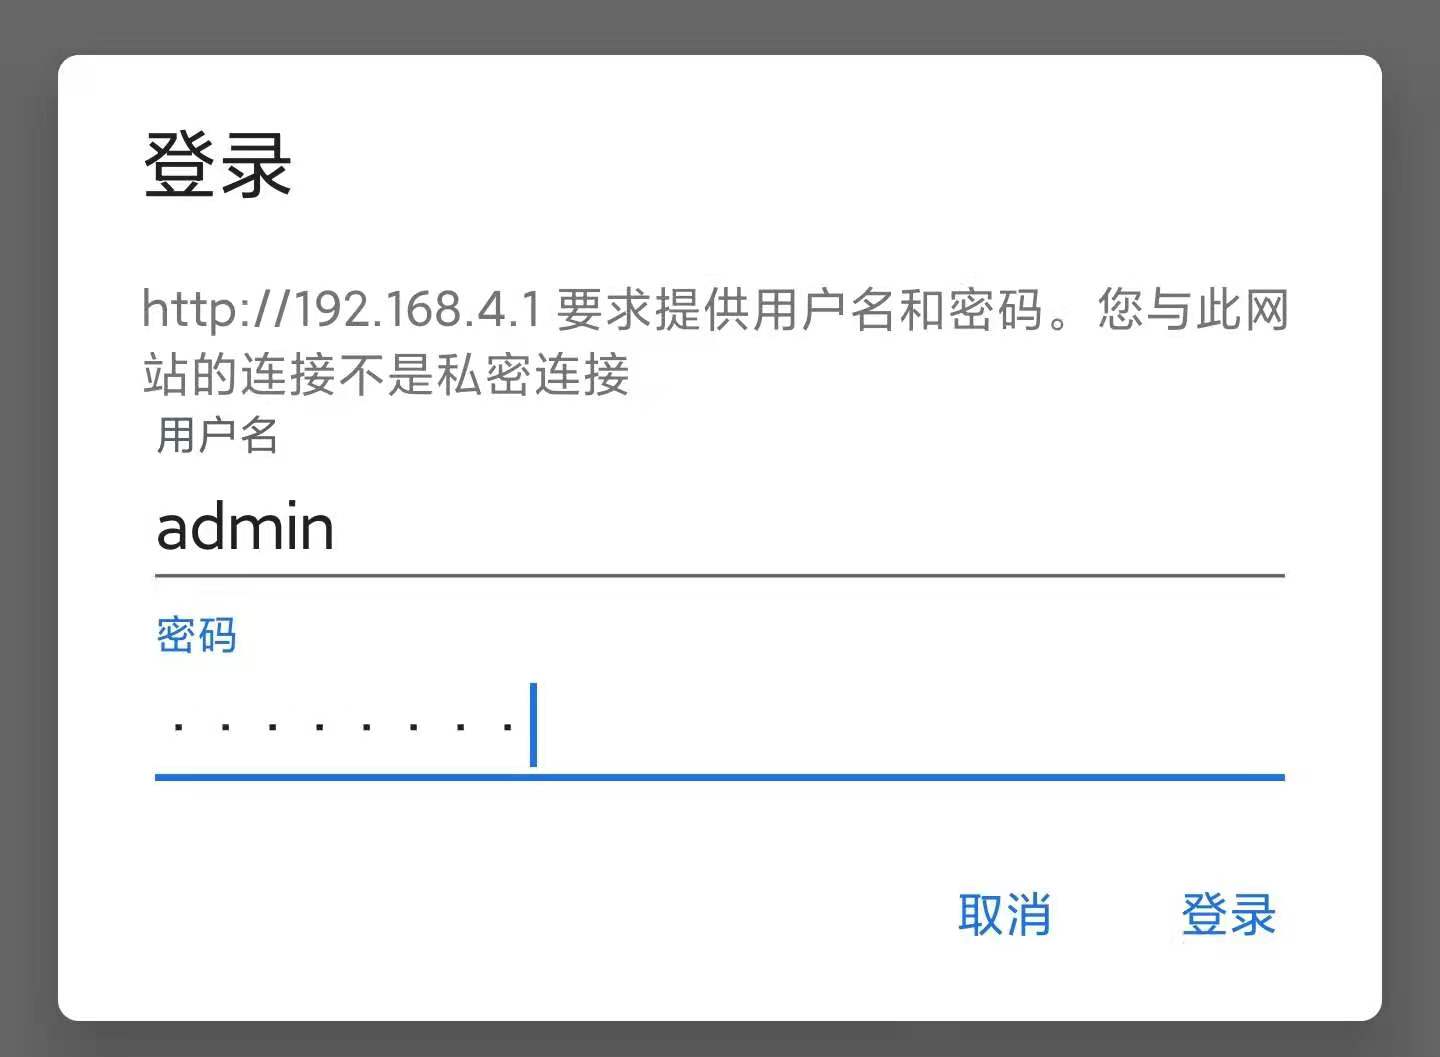 登录
http://192.168.4.1 要求提供用户名和密码。您与此网
站的连接不是私密连接
用户名
admin
密码
········
取消 登录